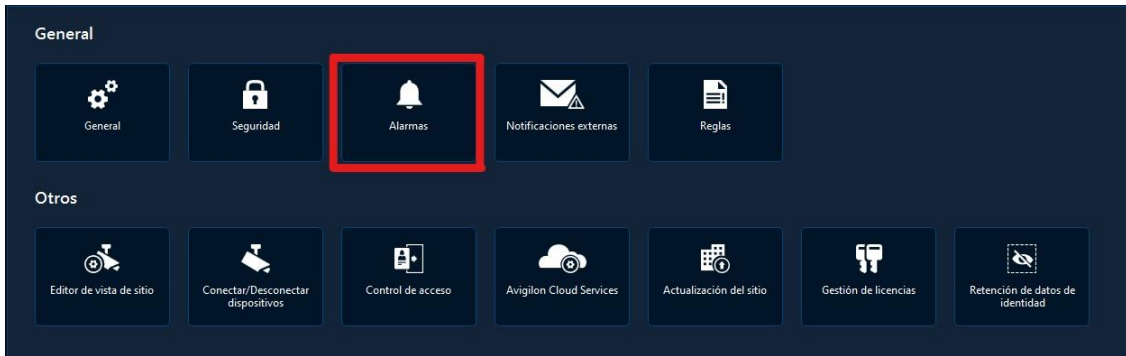 General
General
Seguridad
Alarmas
Notificaciones externas
Reglas
Otros
Editor de vista de sitio
Conectar/Desconectar
dispositivos
Control de acceso
Avigilon Cloud Services
Actualización del sitio
Gestión de licencias
Retención de datos de
identidad